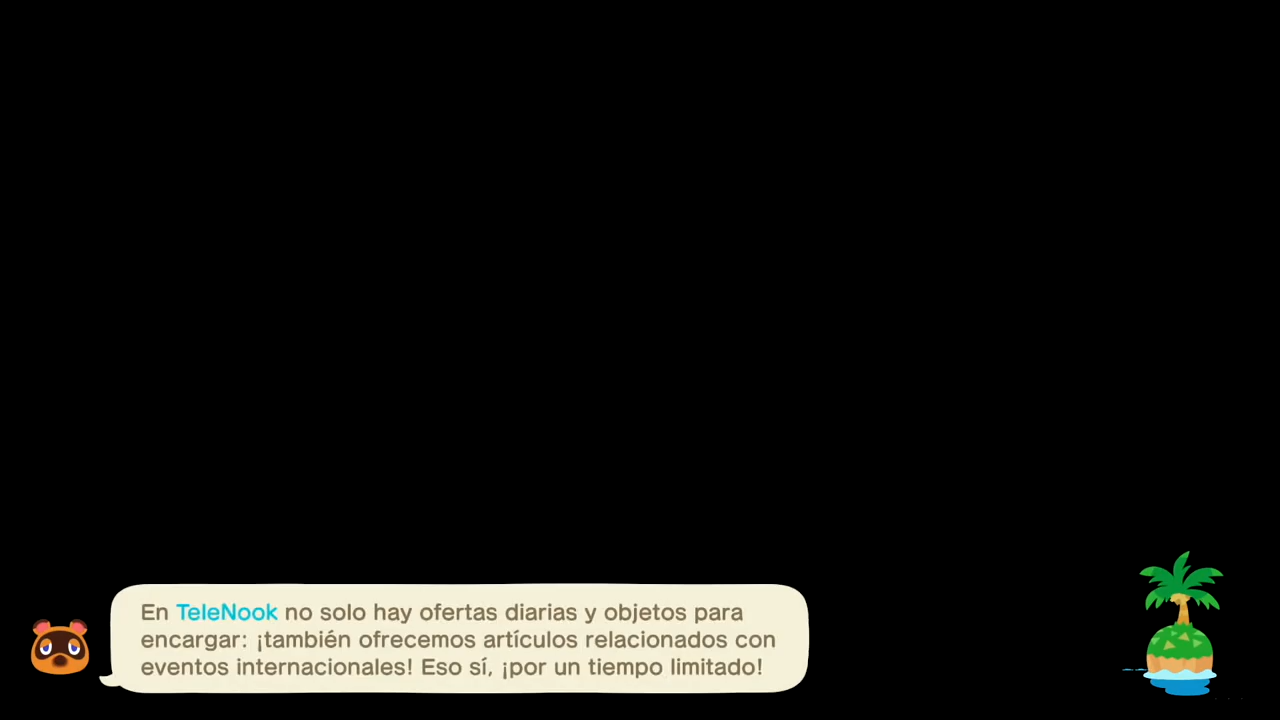 En TeleNook no solo hay ofertas diarias y objetos para
encargar: ¡también ofrecemos artículos relacionados con
eventos internacionales! Eso sí, ¡por un tiempo limitado!